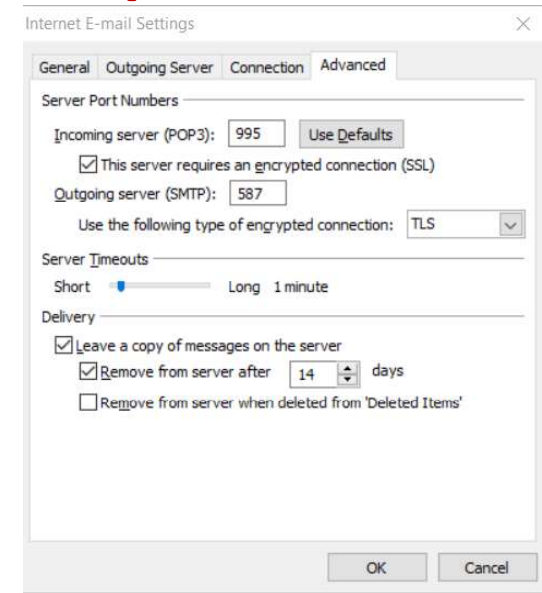 Internet E-mail Settings
General Outgoing Server Connection Advanced
Server Port Numbers
Incoming server (POP3): 995 Use Defaults
This server requires an encrypted connection (SSL)
Outgoing server (SMTP): 587
Use the following type of encrypted connection: TLS
Server Timeouts
Short Long 1 minute
Delivery
Leave a copy of messages on the server
Remove from server after 14 days
Remove from server when deleted from 'Deleted Items'
OK Cancel